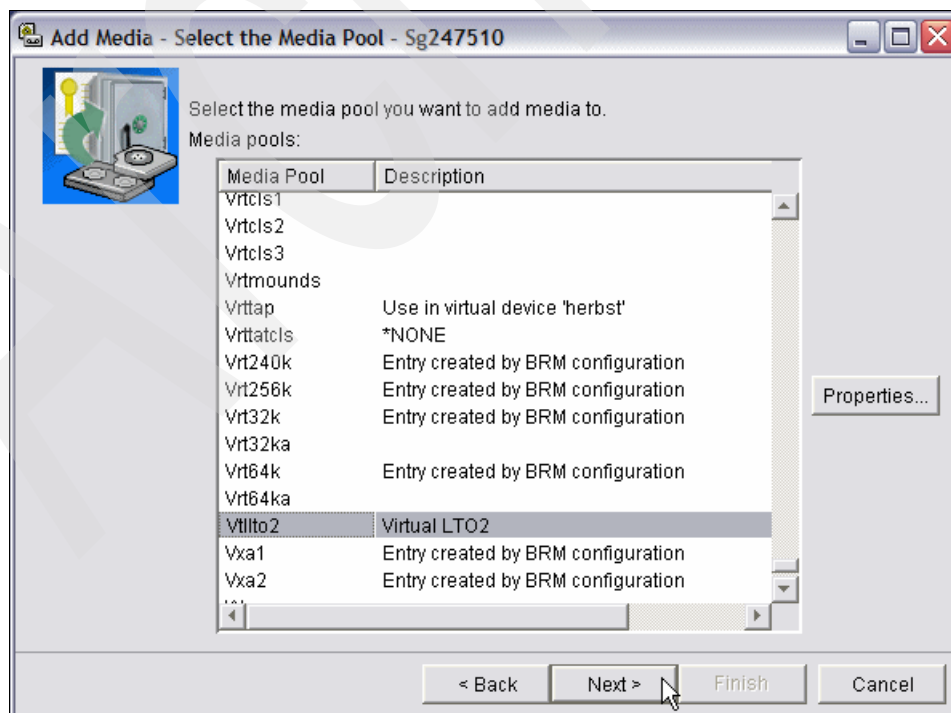 Add Media - Select the Media Pool - Sg247510
Select the media pool you want to add media to.
Media pools:
Media Pool Description
Vrtcls1
Vrtcls2
Vrtcls3
Vrtmounds
Vrttap Use in virtual device 'herbst'
Vrttatcls *NONE
Vrt240k Entry created by BRM configuration
Vrt256k Entry created by BRM configuration
Vrt32k Entry created by BRM configuration
Vrt32ka
Vrt64k Entry created by BRM configuration
Vrt64ka
Vtllto2 Virtual LTO2
Vxa1 Entry created by BRM configuration
Vxa2 Entry created by BRM configuration
Properties...
< Back Next > Finish Cancel